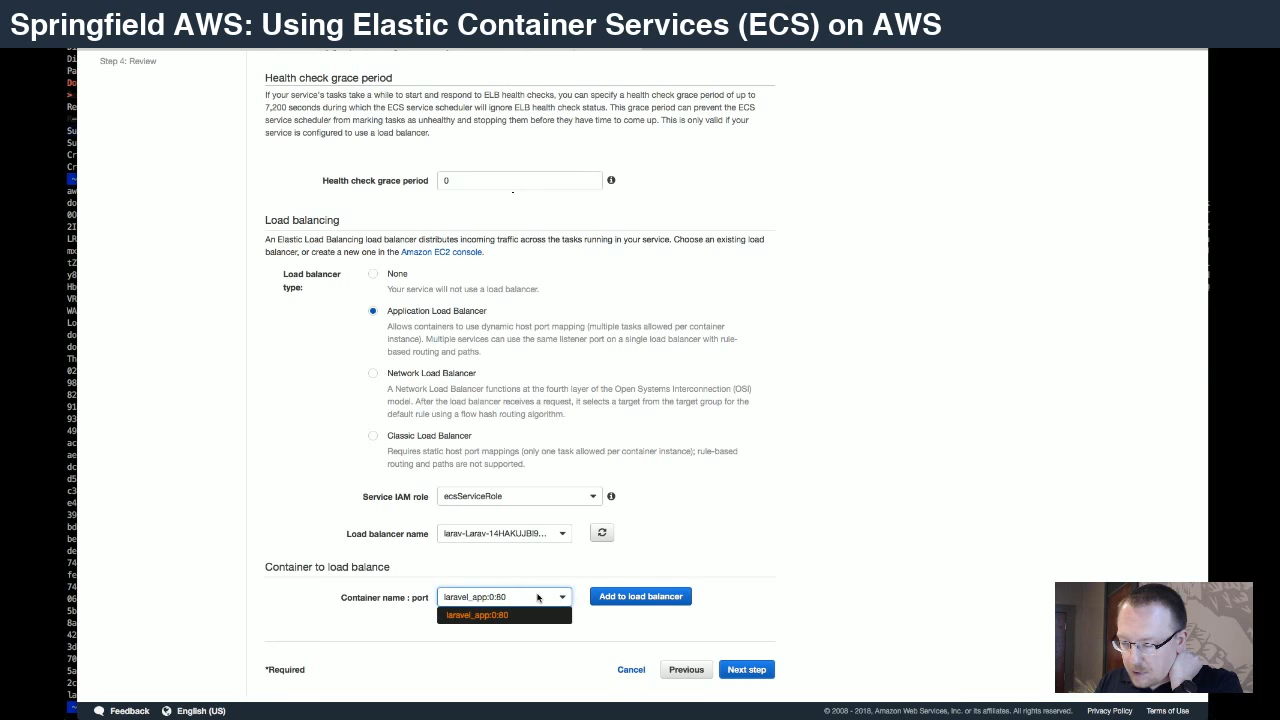 Springfield AWS: Using Elastic Container Services (ECS) on AWS
Step 4: Review
Health check grace period
If your service's tasks take a while to start and respond to ELB health checks, you can specify a health check grace period of up to
7,200 seconds during which the ECS service scheduler will ignore ELB health check status. This grace period can prevent the ECS
service scheduler from marking tasks as unhealthy and stopping them before they have time to come up. This is only valid if your
service is configured to use a load balancer.
Health check grace period 0
Load balancing
An Elastic Load Balancing load balancer distributes incoming traffic across the tasks running in your service. Choose an existing load
balancer, or create a new one in the Amazon EC2 console.
Load balancer
type:
None
Your service will not use a load balancer.
Application Load Balancer
Allows containers to use dynamic host port mapping (multiple tasks allowed per container
instance). Multiple services can use the same listener port on a single load balancer with rule-
based routing and paths.
Network Load Balancer
A Network Load Balancer functions at the fourth layer of the Open Systems Interconnection (OSI)
model. After the load balancer receives a request, it selects a target from the target group for the
default rule using a flow hash routing algorithm.
Classic Load Balancer
Requires static host port mappings (only one task allowed per container instance); rule-based
routing and paths are not supported.
Service IAM role ecsServiceRole
Load balancer name larav-Larav-14HAKUJBI9...
Container to load balance
Container name : port laravel_app:0:80 Add to load balancer
laravel_app:0:80
*Required Cancel Previous Next step
Feedback English (US) © 2008 - 2018, Amazon Web Services, Inc. or its affiliates. All rights reserved. Privacy Policy Terms of Use